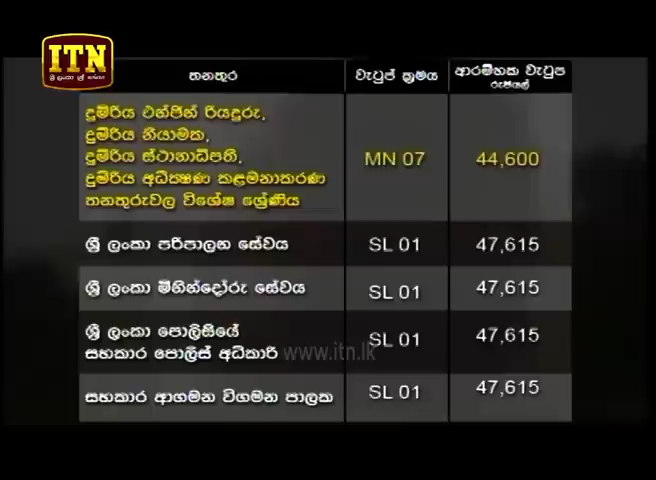 ITN
ශ්‍රී ලංකා
තනතුර
වැටුප් ක්‍රමය
ආරම්භක වැටුප
රුපියල්
දුම්රිය එන්ජින් රියදුරු,
දුම්රිය නියාමක,
දුම්රිය ස්ථානාධිපති,
දුම්රිය අධීක්ෂණ කළමනාකරණ
තනතුරුවල විශේෂ ශ්‍රේණිය
MN 07
44,600
ශ්‍රී ලංකා පරිපාලන සේවය
SL 01
47,615
ශ්‍රී ලංකා මිනින්දෝරු සේවය
SL 01
47,615
ශ්‍රී ලංකා පොලිසියේ
සහකාර පොලිස් අධිකාරී
SL 01
47,615
www.itn.lk
සහකාර ආගමන විගමන පාලක
SL 01
47,615